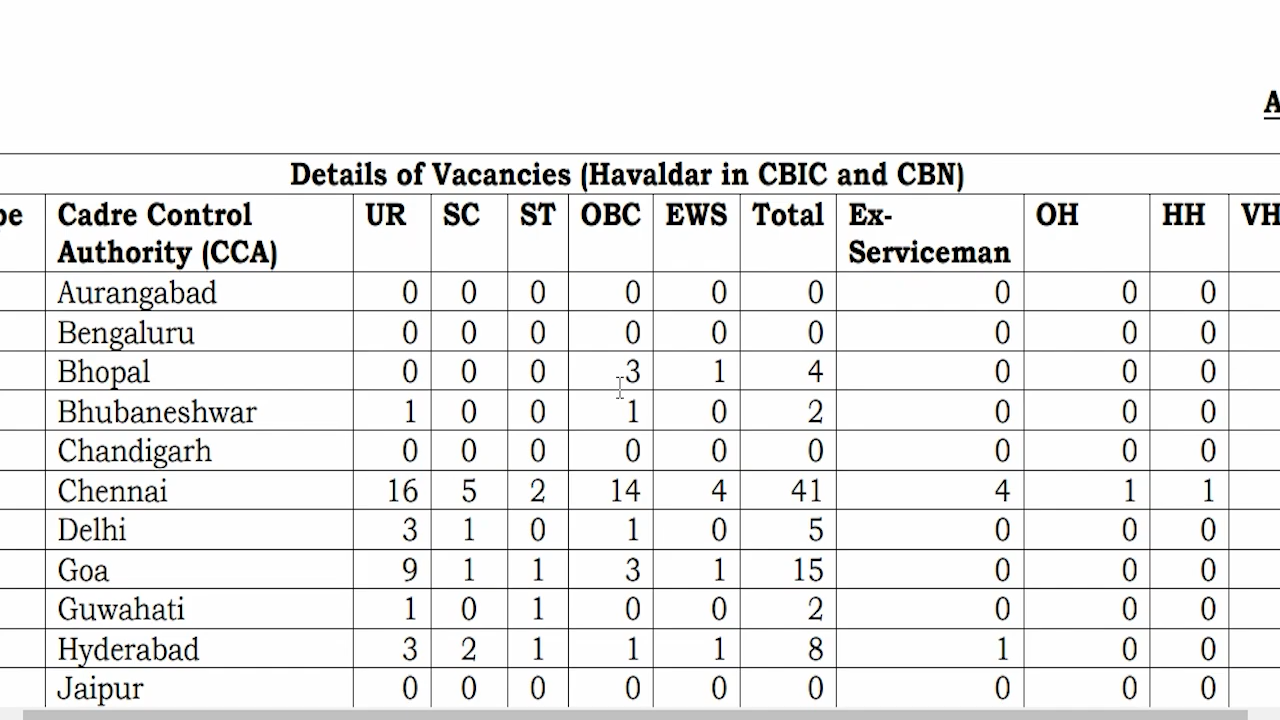 A
Details of Vacancies (Havaldar in CBIC and CBN)
pe Cadre Control Authority (CCA) UR SC ST OBC EWS Total Ex-Serviceman OH HH VH
Aurangabad 0 0 0 0 0 0 0 0 0
Bengaluru 0 0 0 0 0 0 0 0 0
Bhopal 0 0 0 3 1 4 0 0 0
Bhubaneshwar 1 0 0 1 0 2 0 0 0
Chandigarh 0 0 0 0 0 0 0 0 0
Chennai 16 5 2 14 4 41 4 1 1
Delhi 3 1 0 1 0 5 0 0 0
Goa 9 1 1 3 1 15 0 0 0
Guwahati 1 0 1 0 0 2 0 0 0
Hyderabad 3 2 1 1 1 8 1 0 0
Jaipur 0 0 0 0 0 0 0 0 0